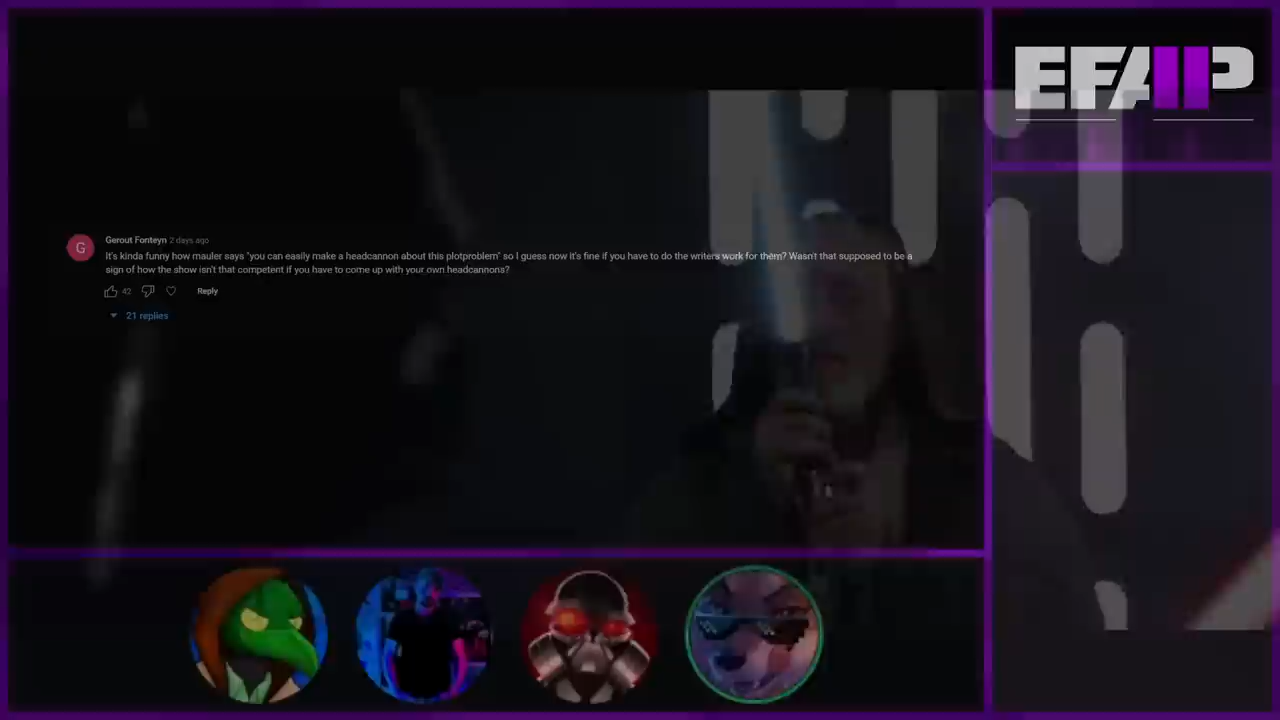 EFAP
G
Gerout Fonteyn 2 days ago
It's kinda funny how mauler says "you can easily make a headcannon about this plotproblem" so I guess now it's fine if you have to do the writers work for them? Wasn't that supposed to be a
sign of how the show isn't that competent if you have to come up with your own headcannons?
42 Reply
21 replies